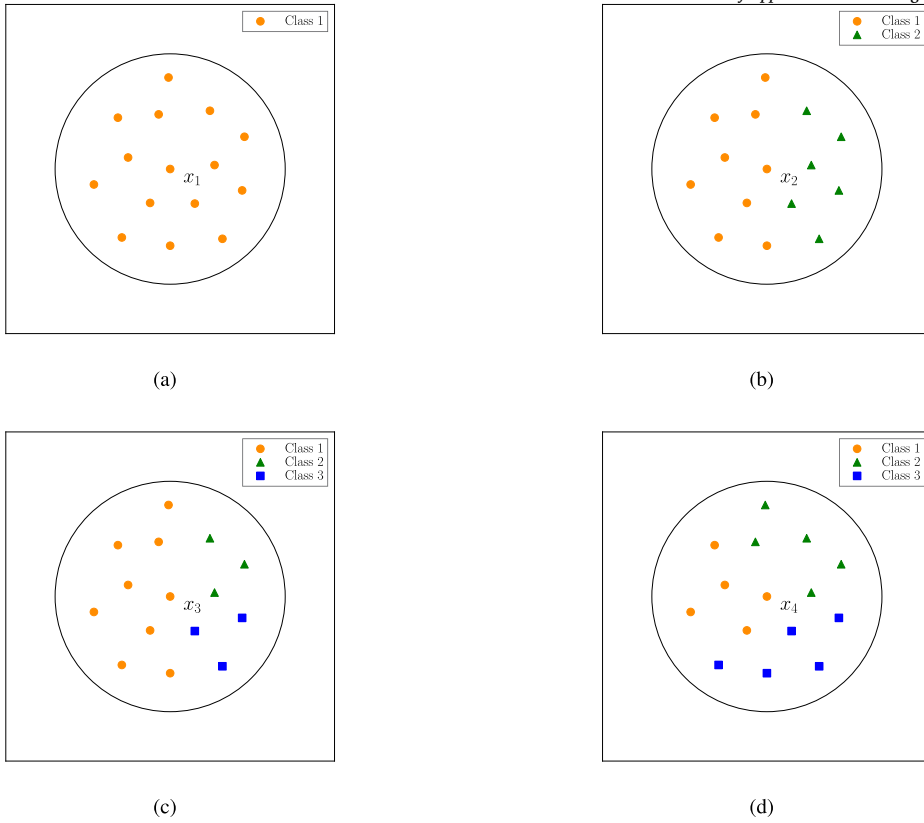 Class 1
x1
(a)
Class 1
Class 2
x2
(b)
Class 1
Class 2
Class 3
x3
(c)
Class 1
Class 2
Class 3
x4
(d)